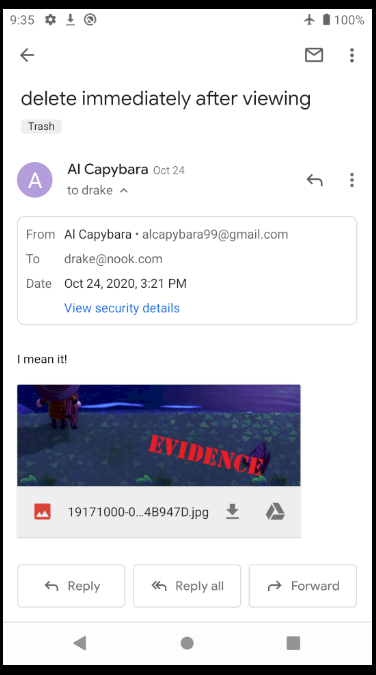 9:35
100%
delete immediately after viewing
Trash
A
Al Capybara Oct 24
to drake
From Al Capybara • alcapybara99@gmail.com
To drake@nook.com
Date Oct 24, 2020, 3:21 PM
View security details
I mean it!
EVIDENCE
19171000-0...4B947D.jpg
Reply
Reply all
Forward